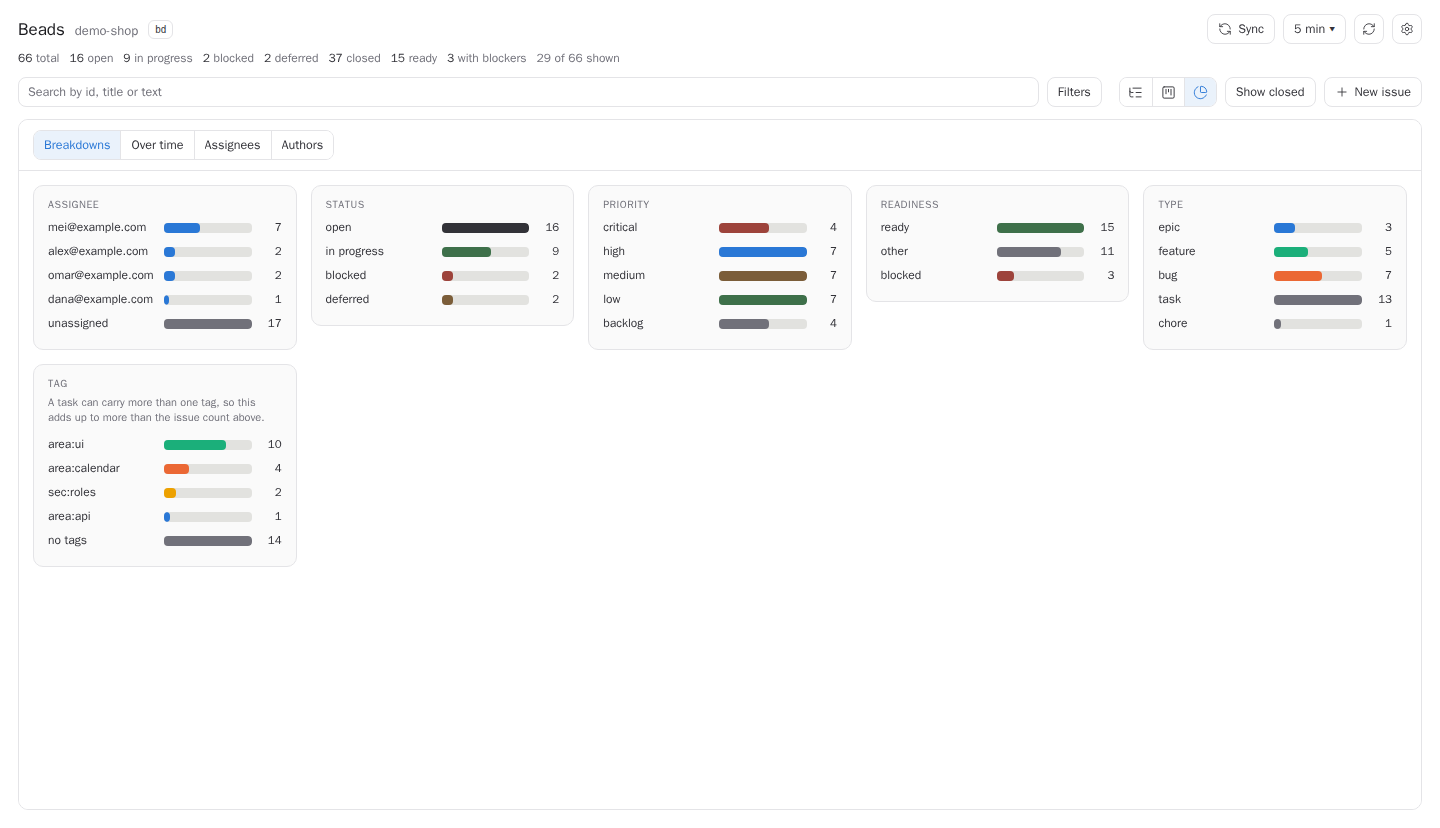 Beads demo-shop bd
Sync 5 min
66 total 16 open 9 in progress 2 blocked 2 deferred 37 closed 15 ready 3 with blockers 29 of 66 shown
Search by id, title or text
Filters
Show closed
New issue
Breakdowns Over time Assignees Authors
ASSIGNEE
mei@example.com 7
alex@example.com 2
omar@example.com 2
dana@example.com 1
unassigned 17
STATUS
open 16
in progress 9
blocked 2
deferred 2
PRIORITY
critical 4
high 7
medium 7
low 7
backlog 4
READINESS
ready 15
other 11
blocked 3
TYPE
epic 3
feature 5
bug 7
task 13
chore 1
TAG
A task can carry more than one tag, so this
adds up to more than the issue count above.
area:ui 10
area:calendar 4
sec:roles 2
area:api 1
no tags 14